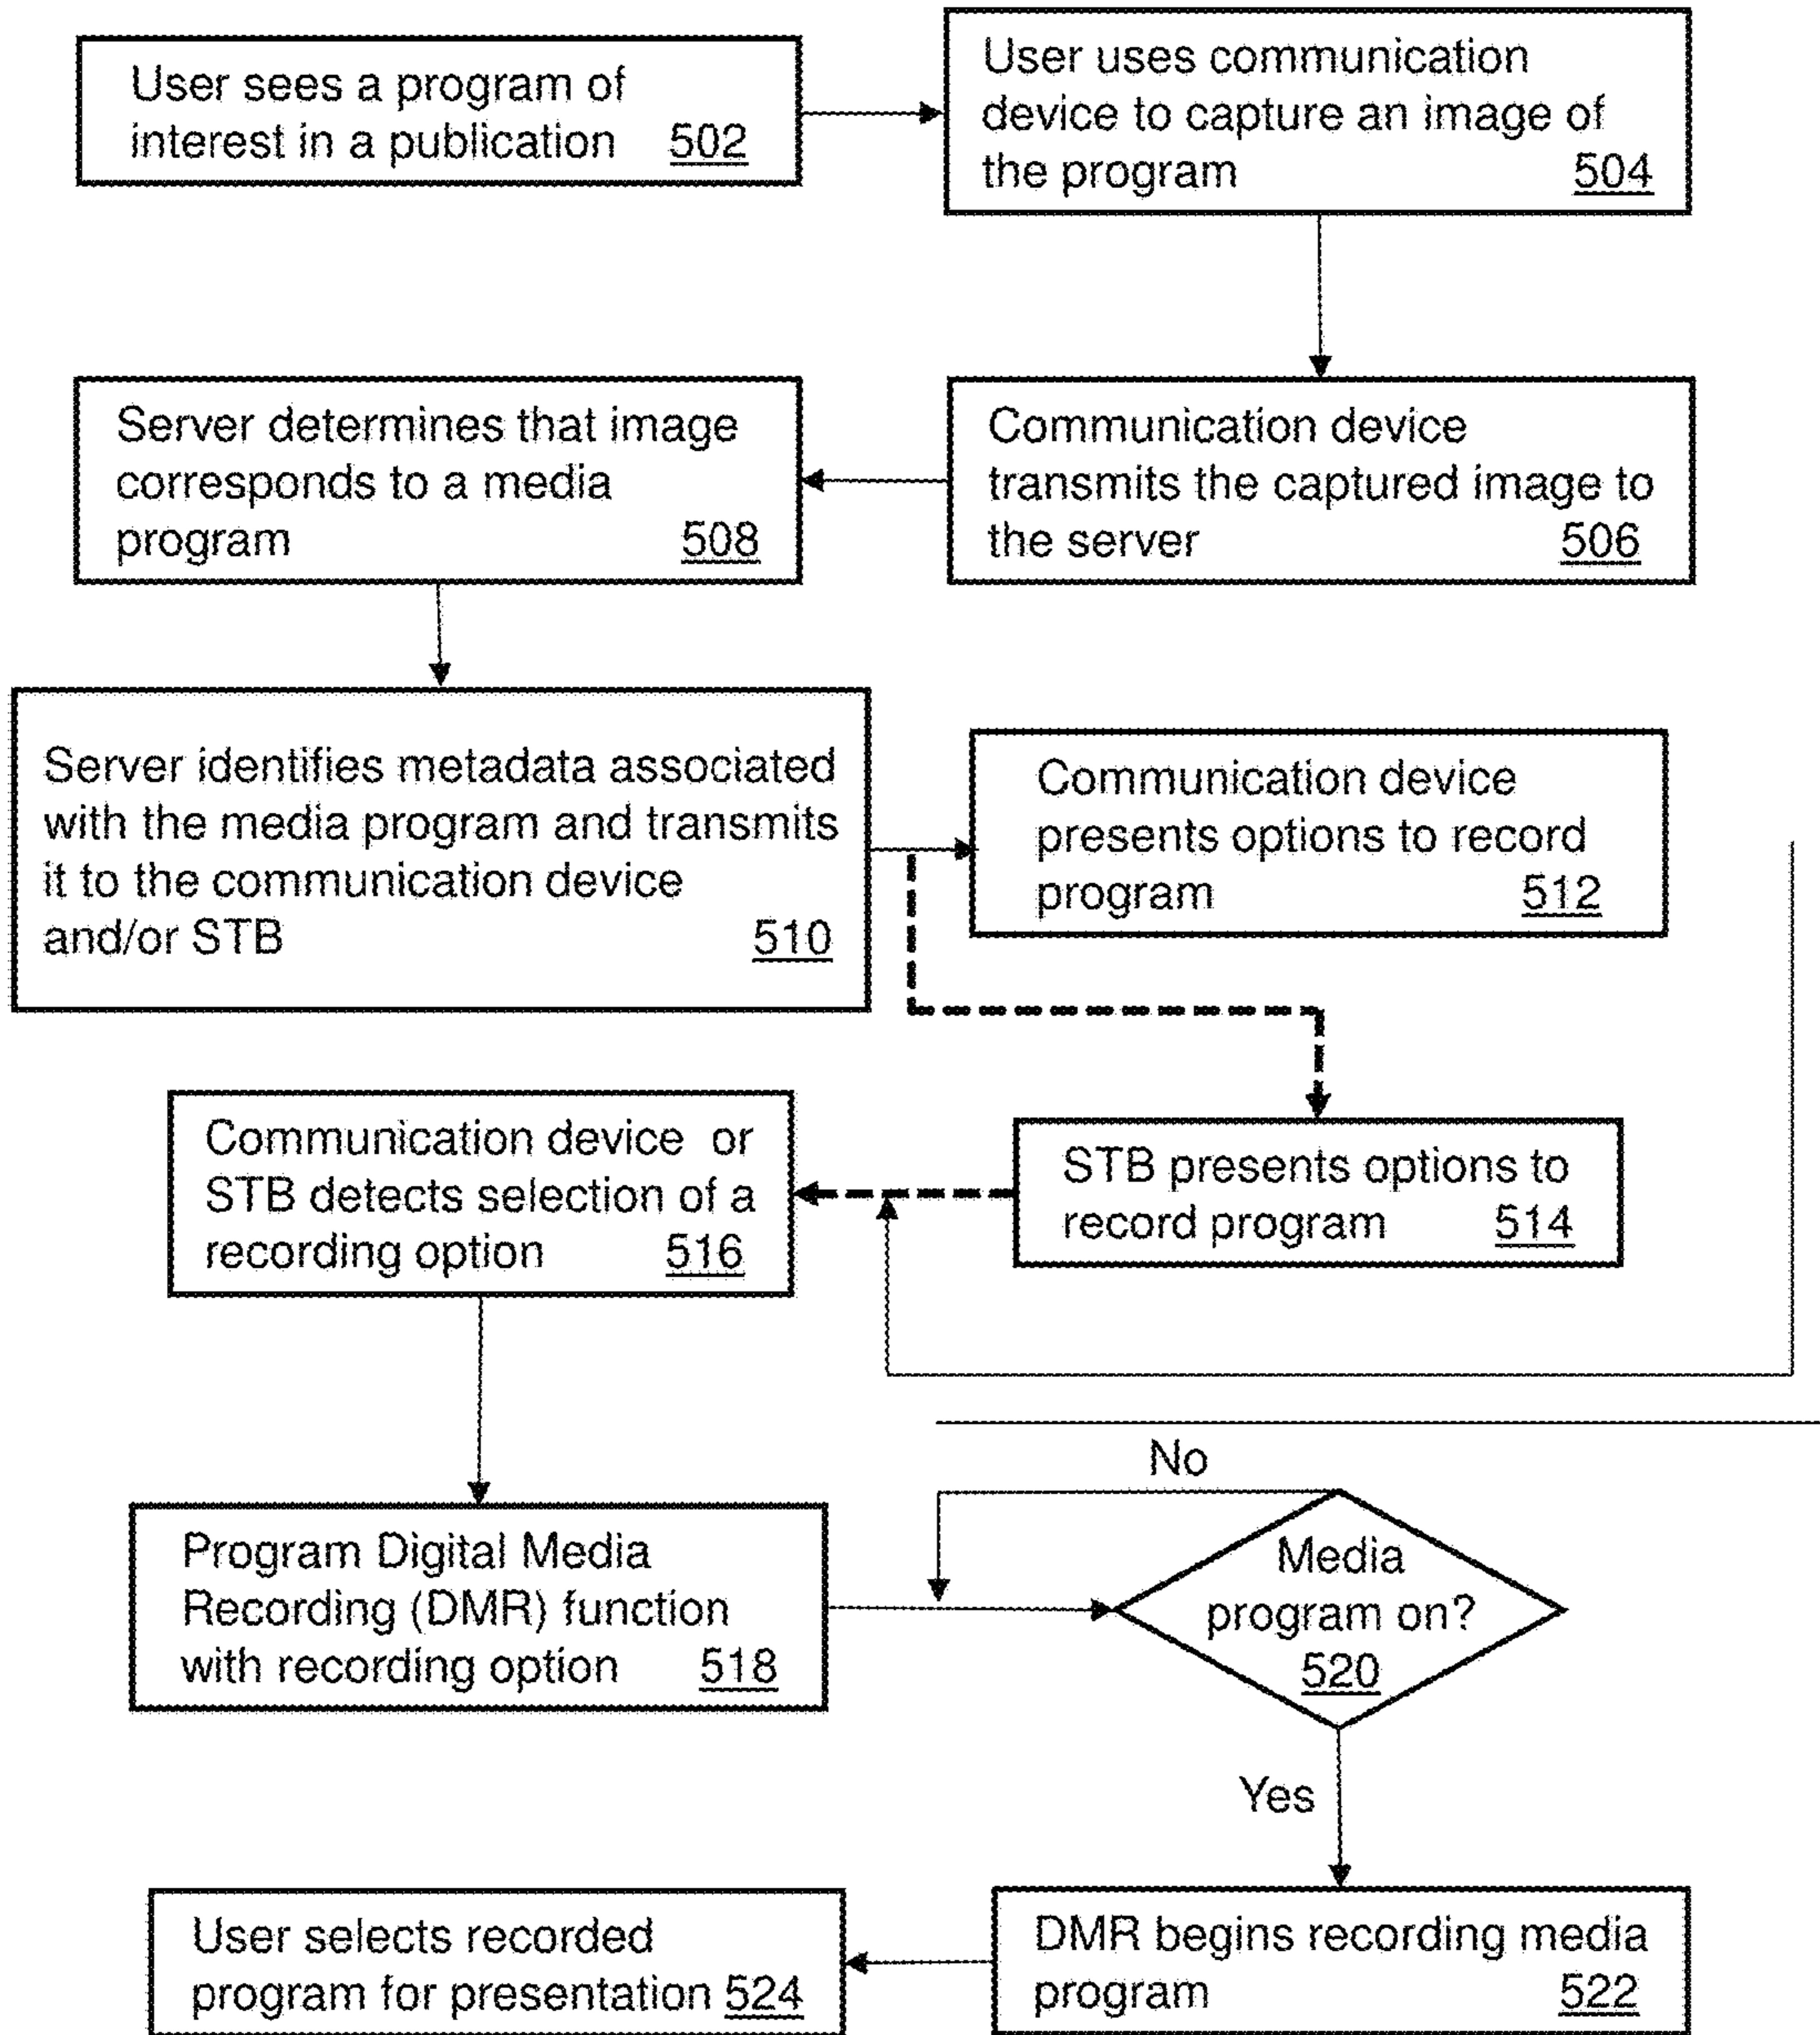 User sees a program of
interest in a publication 502
User uses communication
device to capture an image of
the program 504
Communication device
transmits the captured image to
the server 506
Server determines that image
corresponds to a media
program 508
Server identifies metadata associated
with the media program and transmits
it to the communication device
and/or STB 510
Communication device
presents options to record
program 512
STB presents options to
record program 514
Communication device or
STB detects selection of a
recording option 516
Program Digital Media
Recording (DMR) function
with recording option 518
No
Media
program on?
520
Yes
DMR begins recording media
program 522
User selects recorded
program for presentation 524